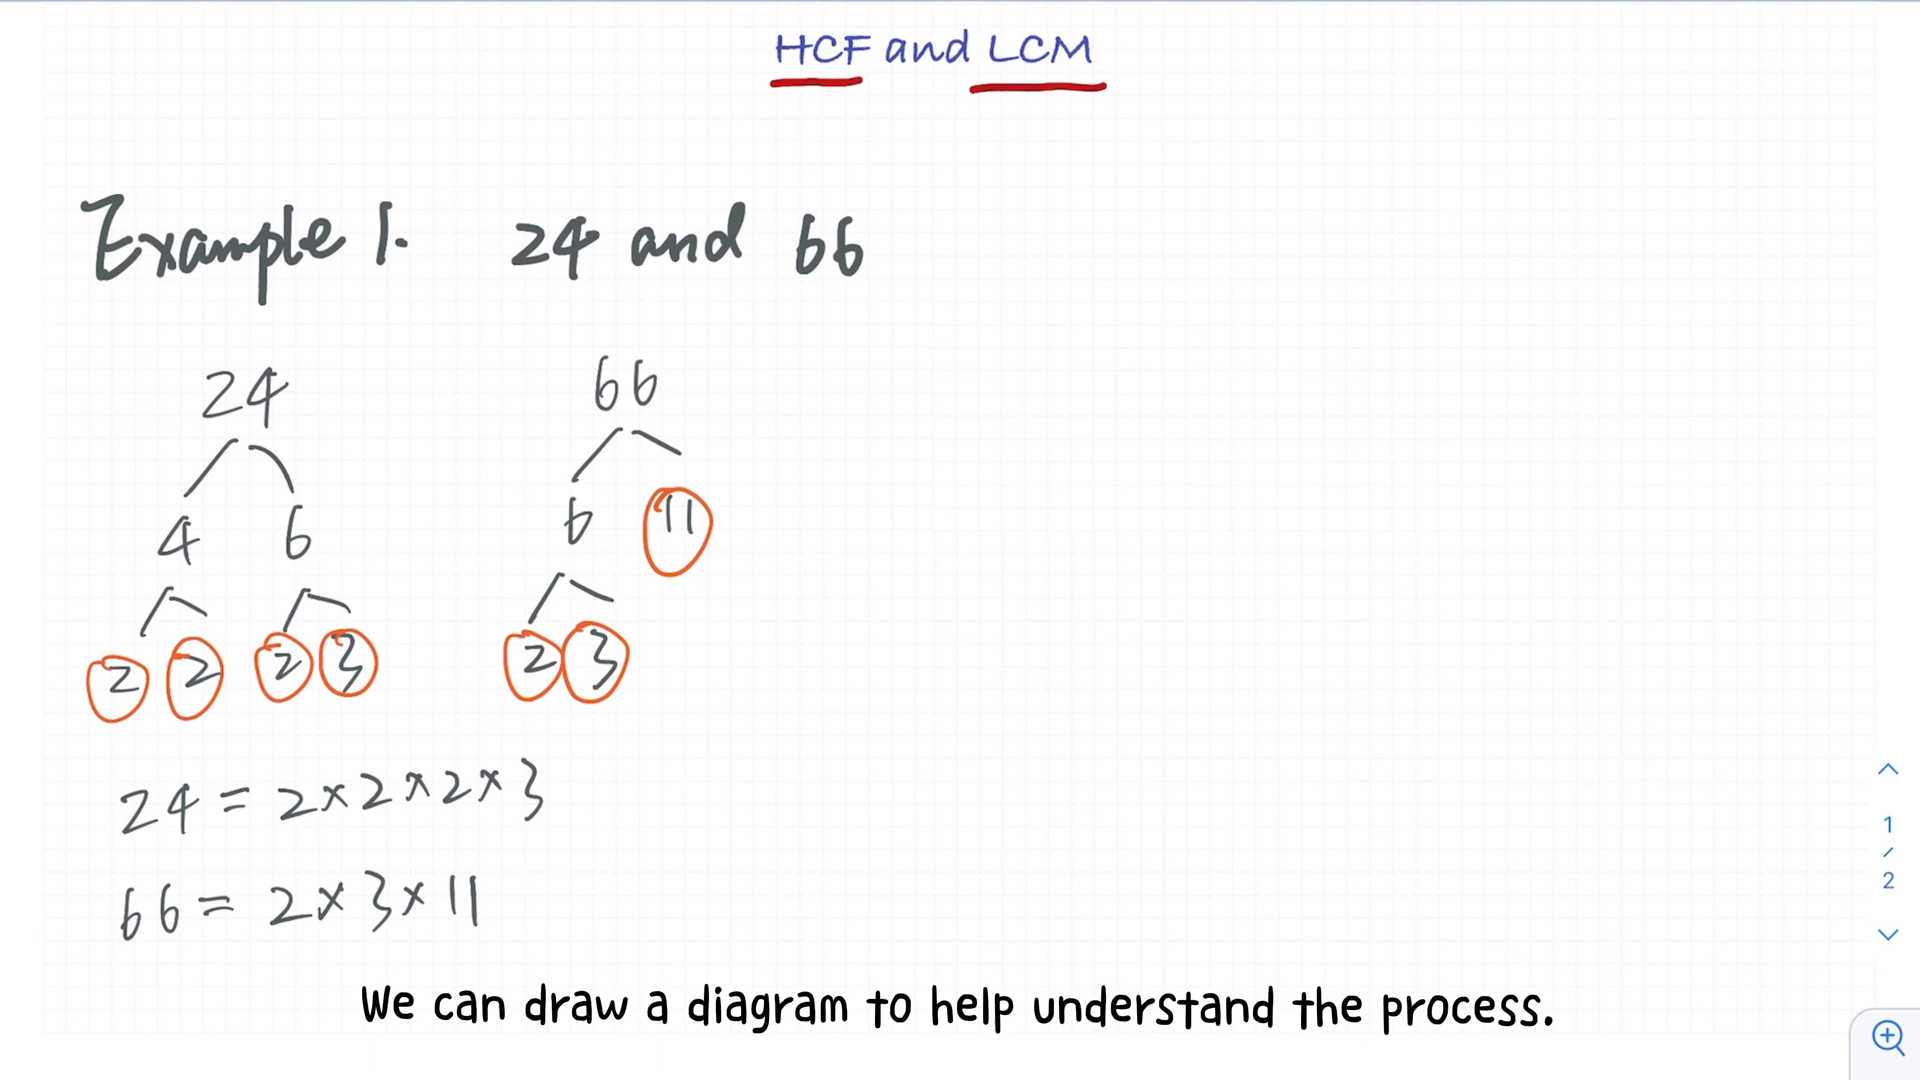 HCF and LCM
Example 1. 24 and 66
24 66
4 6 6 11
2 2 2 3 2 3
24 = 2 × 2 × 2 × 3
66 = 2 × 3 × 11
We can draw a diagram to help understand the process.
1
/
2